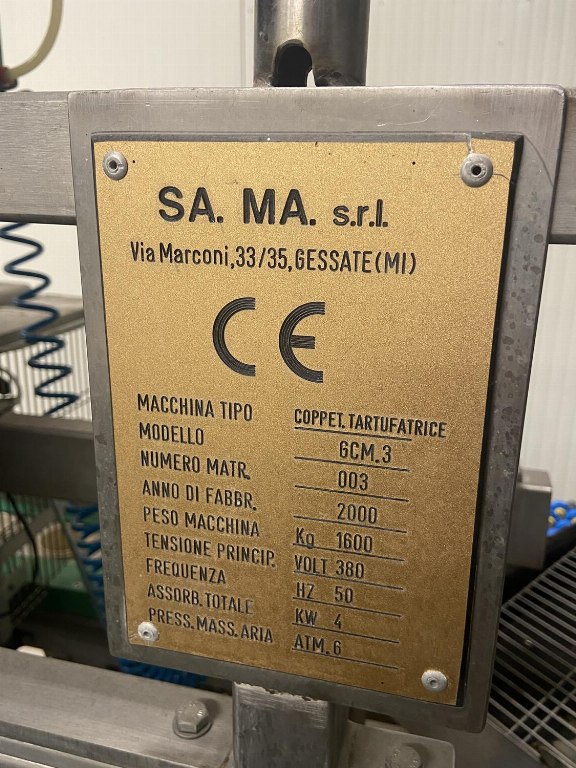 SA. MA. s.r.l.
Via Marconi,33/35,GESSATE(MI)
CE
MACCHINA TIPO COPPET.TARTUFATRICE
MODELLO 6CM.3
NUMERO MATR. 003
ANNO DI FABBR. 2000
PESO MACCHINA Kg 1600
TENSIONE PRINCIP. VOLT 380
FREQUENZA HZ 50
ASSORB.TOTALE KW 4
PRESS.MASS.ARIA ATM.6